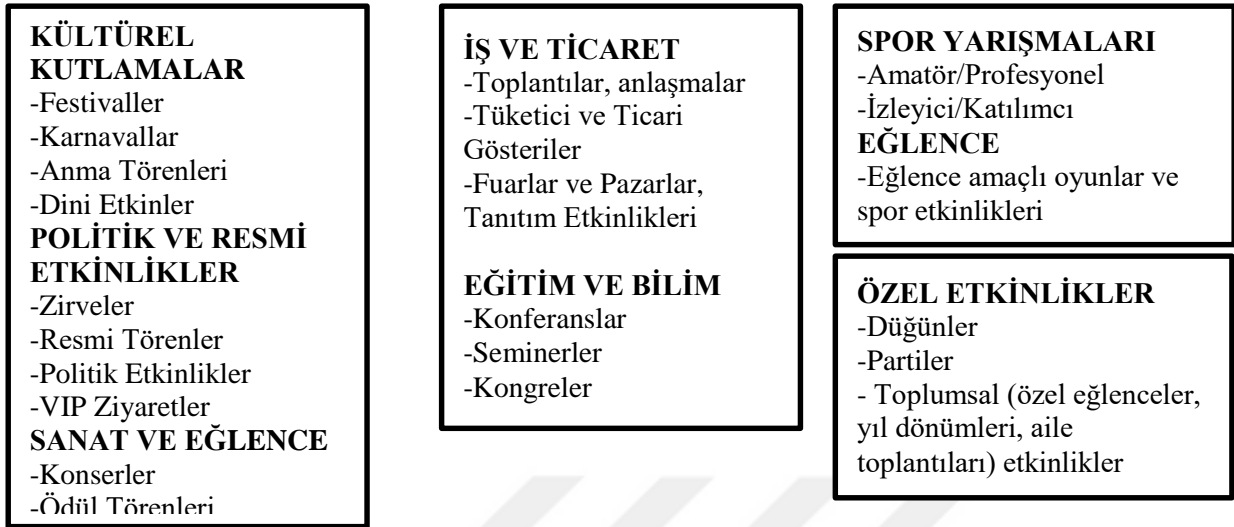 KÜLTÜREL
KUTLAMALAR
-Festivaller
-Karnavallar
-Anma Törenleri
-Dini Etkinler
POLİTİK VE RESMİ
ETKİNLİKLER
-Zirveler
-Resmi Törenler
-Politik Etkinlikler
-VIP Ziyaretler
SANAT VE EĞLENCE
-Konserler
-Ödül Törenleri
İŞ VE TİCARET
-Toplantılar, anlaşmalar
-Tüketici ve Ticari
Gösteriler
-Fuarlar ve Pazarlar,
Tanıtım Etkinlikleri
EĞİTİM VE BİLİM
-Konferanslar
-Seminerler
-Kongreler
SPOR YARIŞMALARI
-Amatör/Profesyonel
-İzleyici/Katılımcı
EĞLENCE
-Eğlence amaçlı oyunlar ve
spor etkinlikleri
ÖZEL ETKİNLİKLER
-Düğünler
-Partiler
- Toplumsal (özel eğlenceler,
yıl dönümleri, aile
toplantıları) etkinlikler